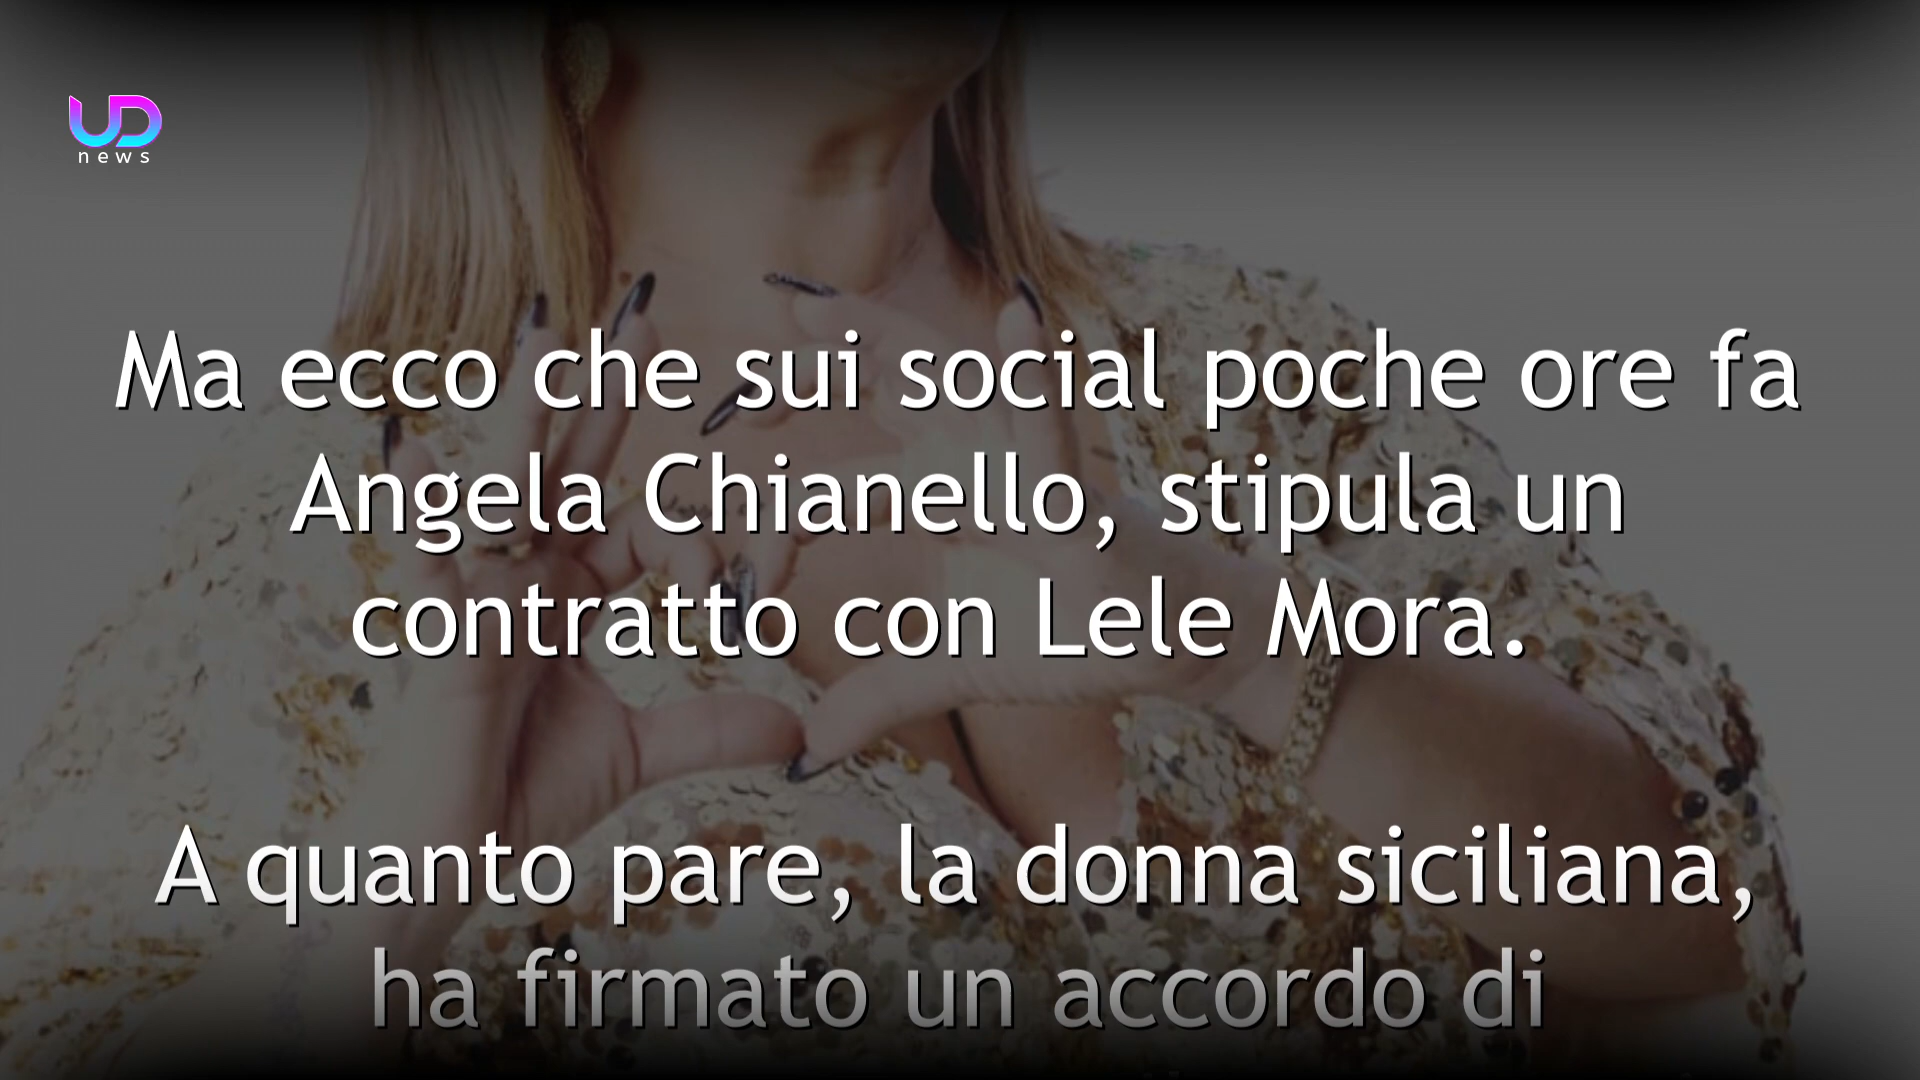 UD
news
Ma ecco che sui social poche ore fa
Angela Chianello, stipula un
contratto con Lele Mora.
A quanto pare, la donna siciliana,
ha firmato un accordo di